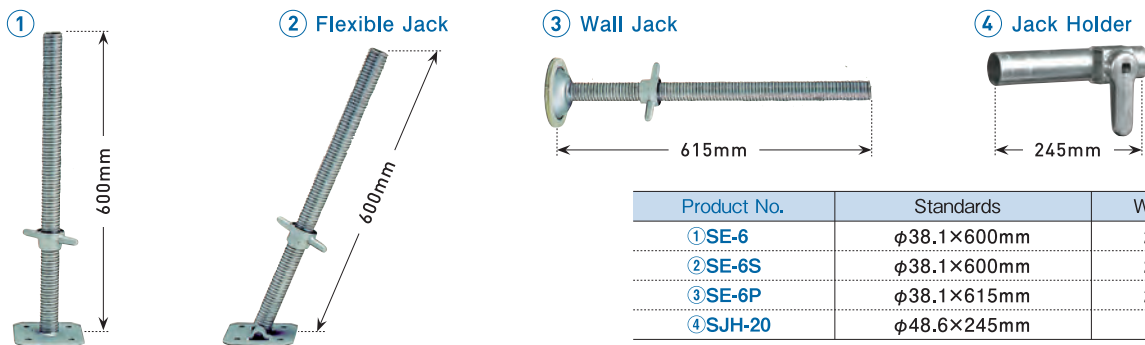 ① ② Flexible Jack ③ Wall Jack ④ Jack Holder
600mm
600mm
615mm
245mm
Product No. Standards
①SE-6 φ38.1×600mm
②SE-6S φ38.1×600mm
③SE-6P φ38.1×615mm
④SJH-20 φ48.6×245mm